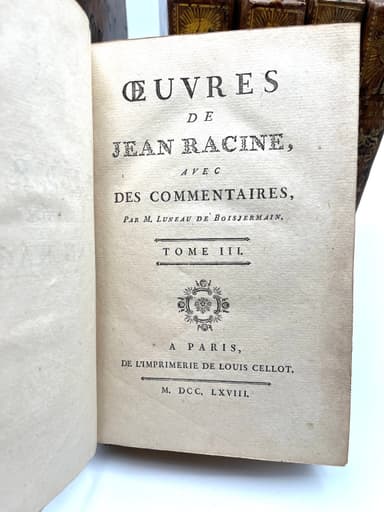 ŒUVRES
DE
JEAN RACINE,
AVEC
DES COMMENTAIRES,
PAR M. LUNEAU DE BOISJERMAIN.
TOME III.
A PARIS,
DE L'IMPRIMERIE DE LOUIS CELLOT.
M. DCC. LXVIII.